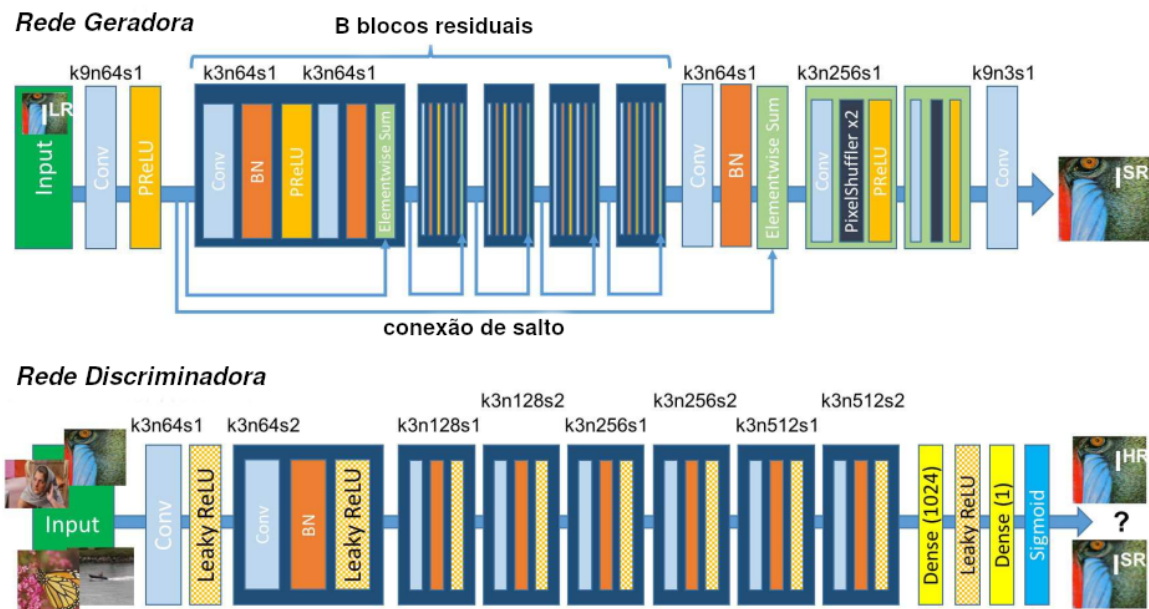 Rede Geradora
B blocos residuais
k9n64s1
k3n64s1
k3n64s1
k3n64s1
k3n256s1
k9n3s1
I LR
Input
Conv
PReLU
Conv
BN
PReLU
Elementwise Sum
Conv
BN
Elementwise Sum
Conv
PixelShuffler x2
PReLU
Conv
I SR
conexão de salto
Rede Discriminadora
k3n128s2
k3n256s2
k3n512s2
k3n64s1
k3n64s2
k3n128s1
k3n256s1
k3n512s1
Input
Conv
Leaky ReLU
Conv
BN
Leaky ReLU
Dense (1024)
Leaky ReLU
Dense (1)
Sigmoid
I HR
?
I SR